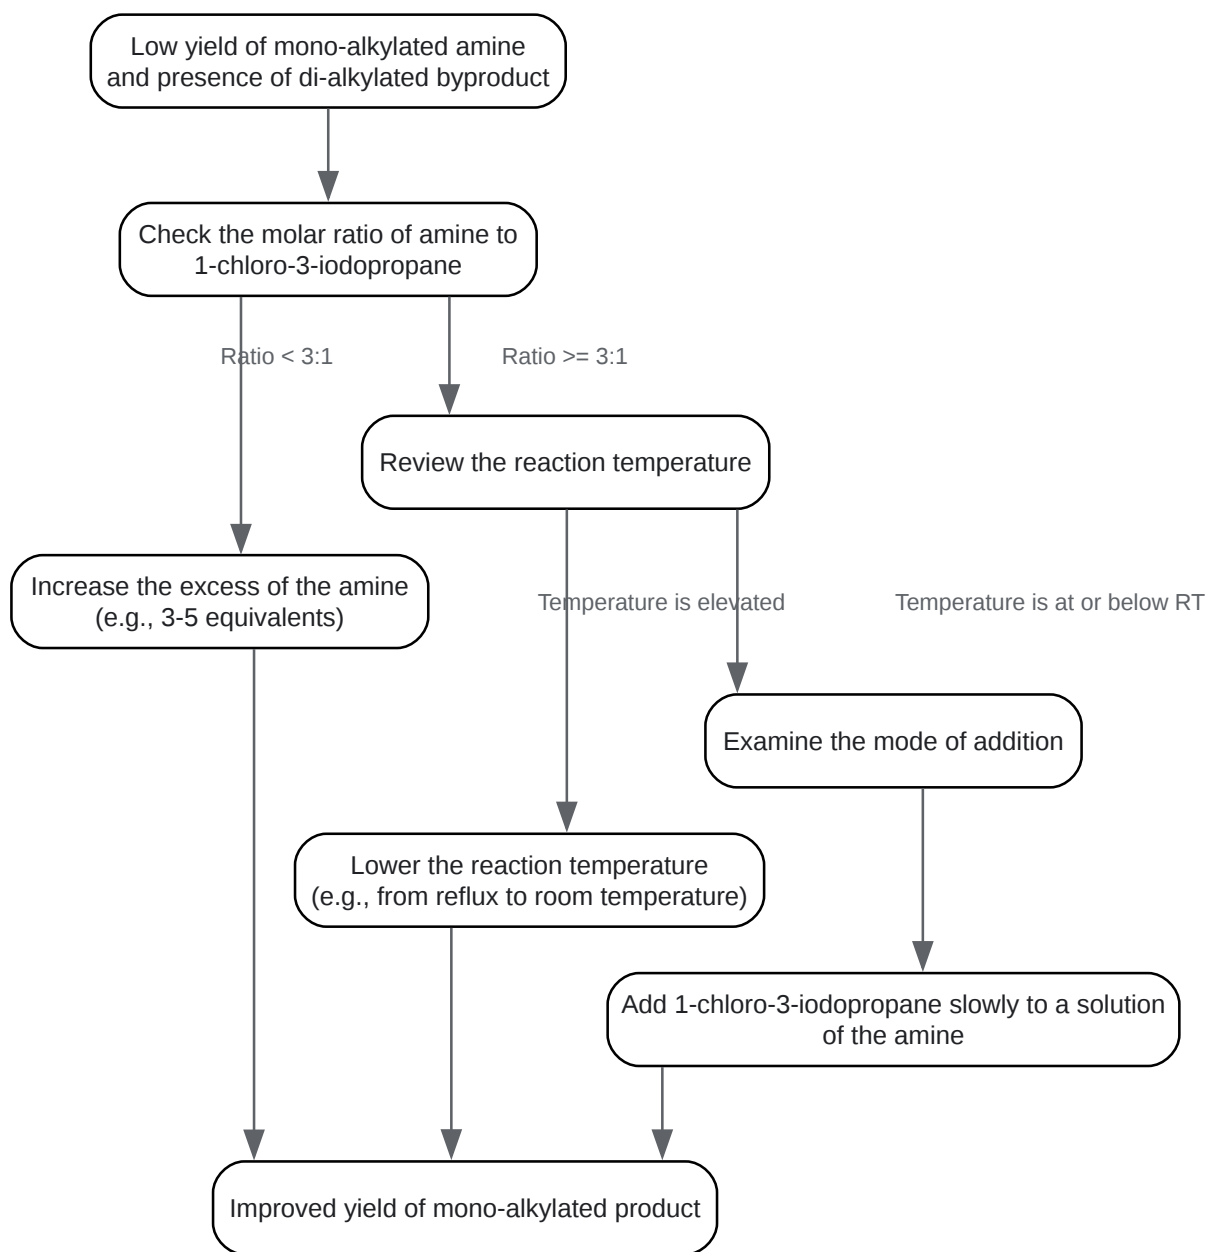 Low yield of mono-alkylated amine
and presence of di-alkylated byproduct
Check the molar ratio of amine to
1-chloro-3-iodopropane
Ratio < 3:1
Ratio >= 3:1
Review the reaction temperature
Increase the excess of the amine
(e.g., 3-5 equivalents)
Temperature is elevated
Temperature is at or below RT
Examine the mode of addition
Lower the reaction temperature
(e.g., from reflux to room temperature)
Add 1-chloro-3-iodopropane slowly to a solution
of the amine
Improved yield of mono-alkylated product